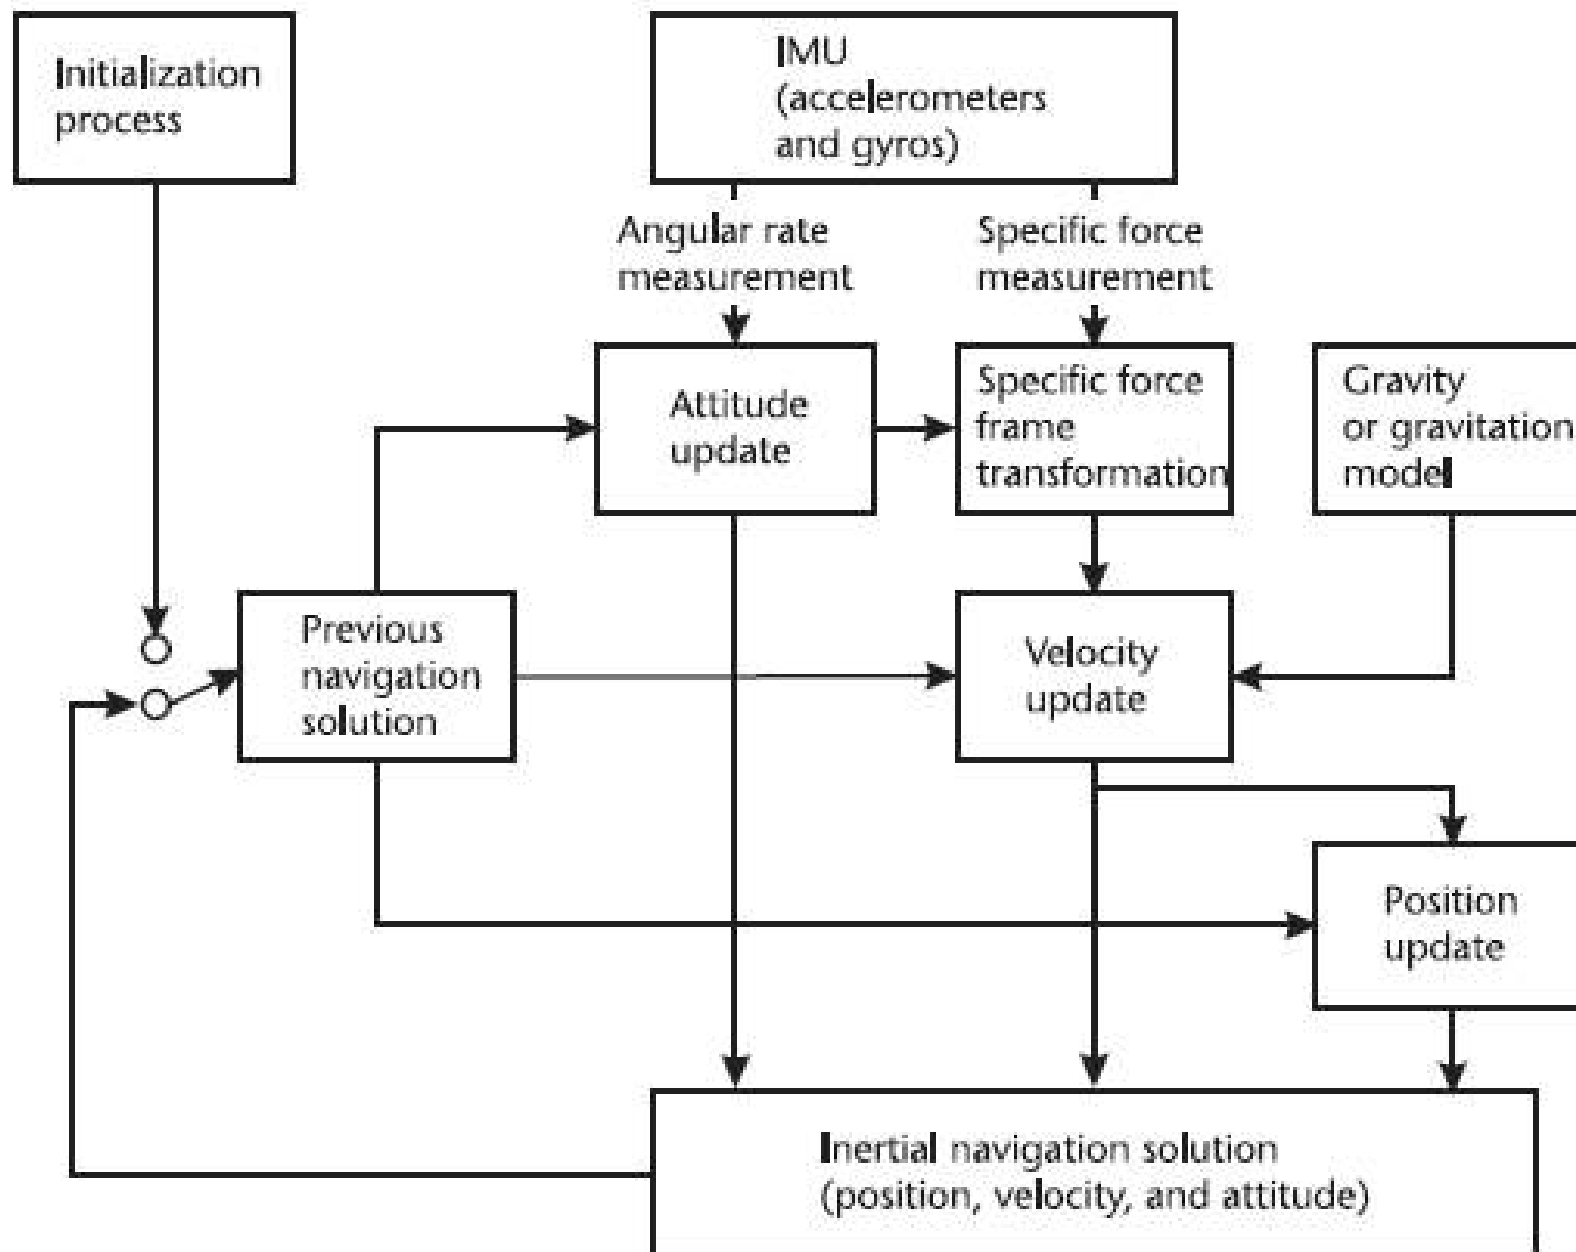 Initialization
process
IMU
(accelerometers
and gyros)
Angular rate
measurement
Specific force
measurement
Attitude
update
Specific force
frame
transformation
Gravity
or gravitation
model
Previous
navigation
solution
Velocity
update
Position
update
Inertial navigation solution
(position, velocity, and attitude)